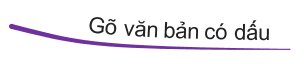 Gõ văn bản có dấu